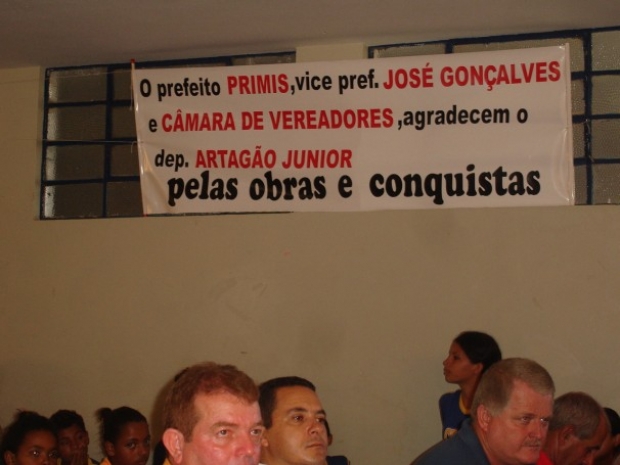 O prefeito PRIMIS,vice pref. JOSÉ GONÇALVES
e CÂMARA DE VEREADORES ,agradecem o
dep. ARTAGÃO JUNIOR
pelas obras e conquistas